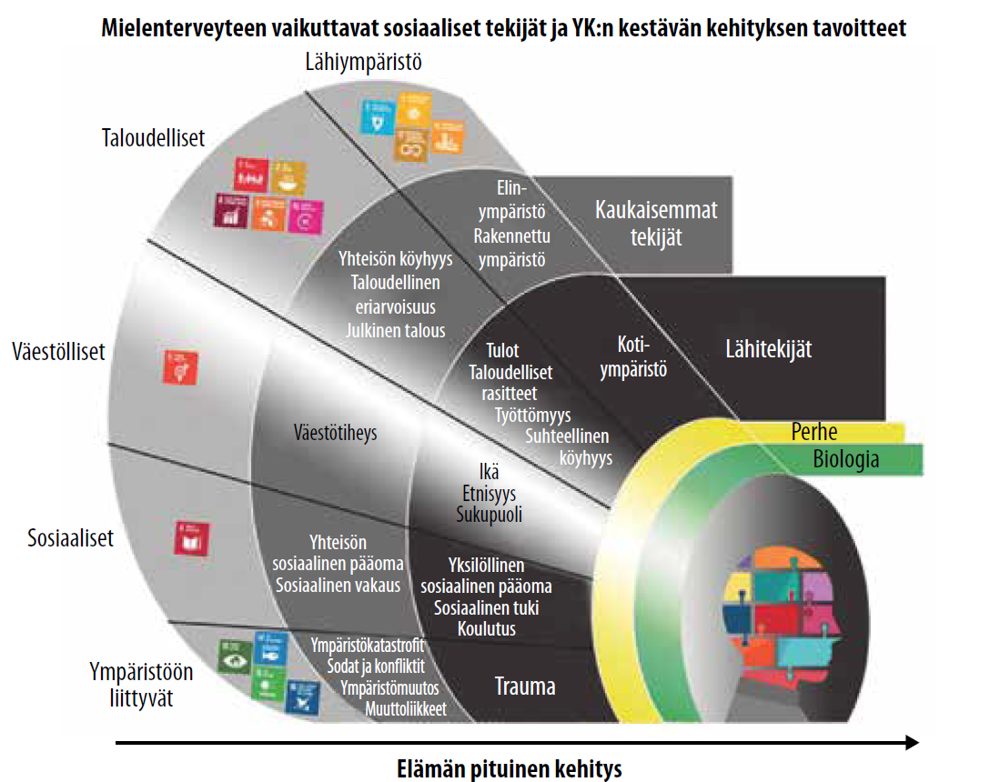 Mielenterveyteen vaikuttavat sosiaaliset tekijät ja YK:n kestävän kehityksen tavoitteet
Lähiympäristö
Taloudelliset
Väestölliset
Sosiaaliset
Ympäristöön
liittyvät
Elin-
ympäristö
Rakennettu
ympäristö
Kaukaisemmat
tekijät
Yhteisön köyhyys
Taloudellinen
eriarvoisuus
Julkinen talous
Koti-
ympäristö
Lähitekijät
Tulot
Taloudelliset
rasitteet
Työttömyys
Suhteellinen
köyhyys
Perhe
Biologia
Väestötiheys
Ikä
Etnisyys
Sukupuoli
Yhteisön
sosiaalinen pääoma
Sosiaalinen vakaus
Yksilöllinen
sosiaalinen pääoma
Sosiaalinen tuki
Koulutus
Ympäristökatastrofit
Sodat ja konfliktit
Ympäristömuutos
Muuttoliikkeet
Trauma
Elämän pituinen kehitys